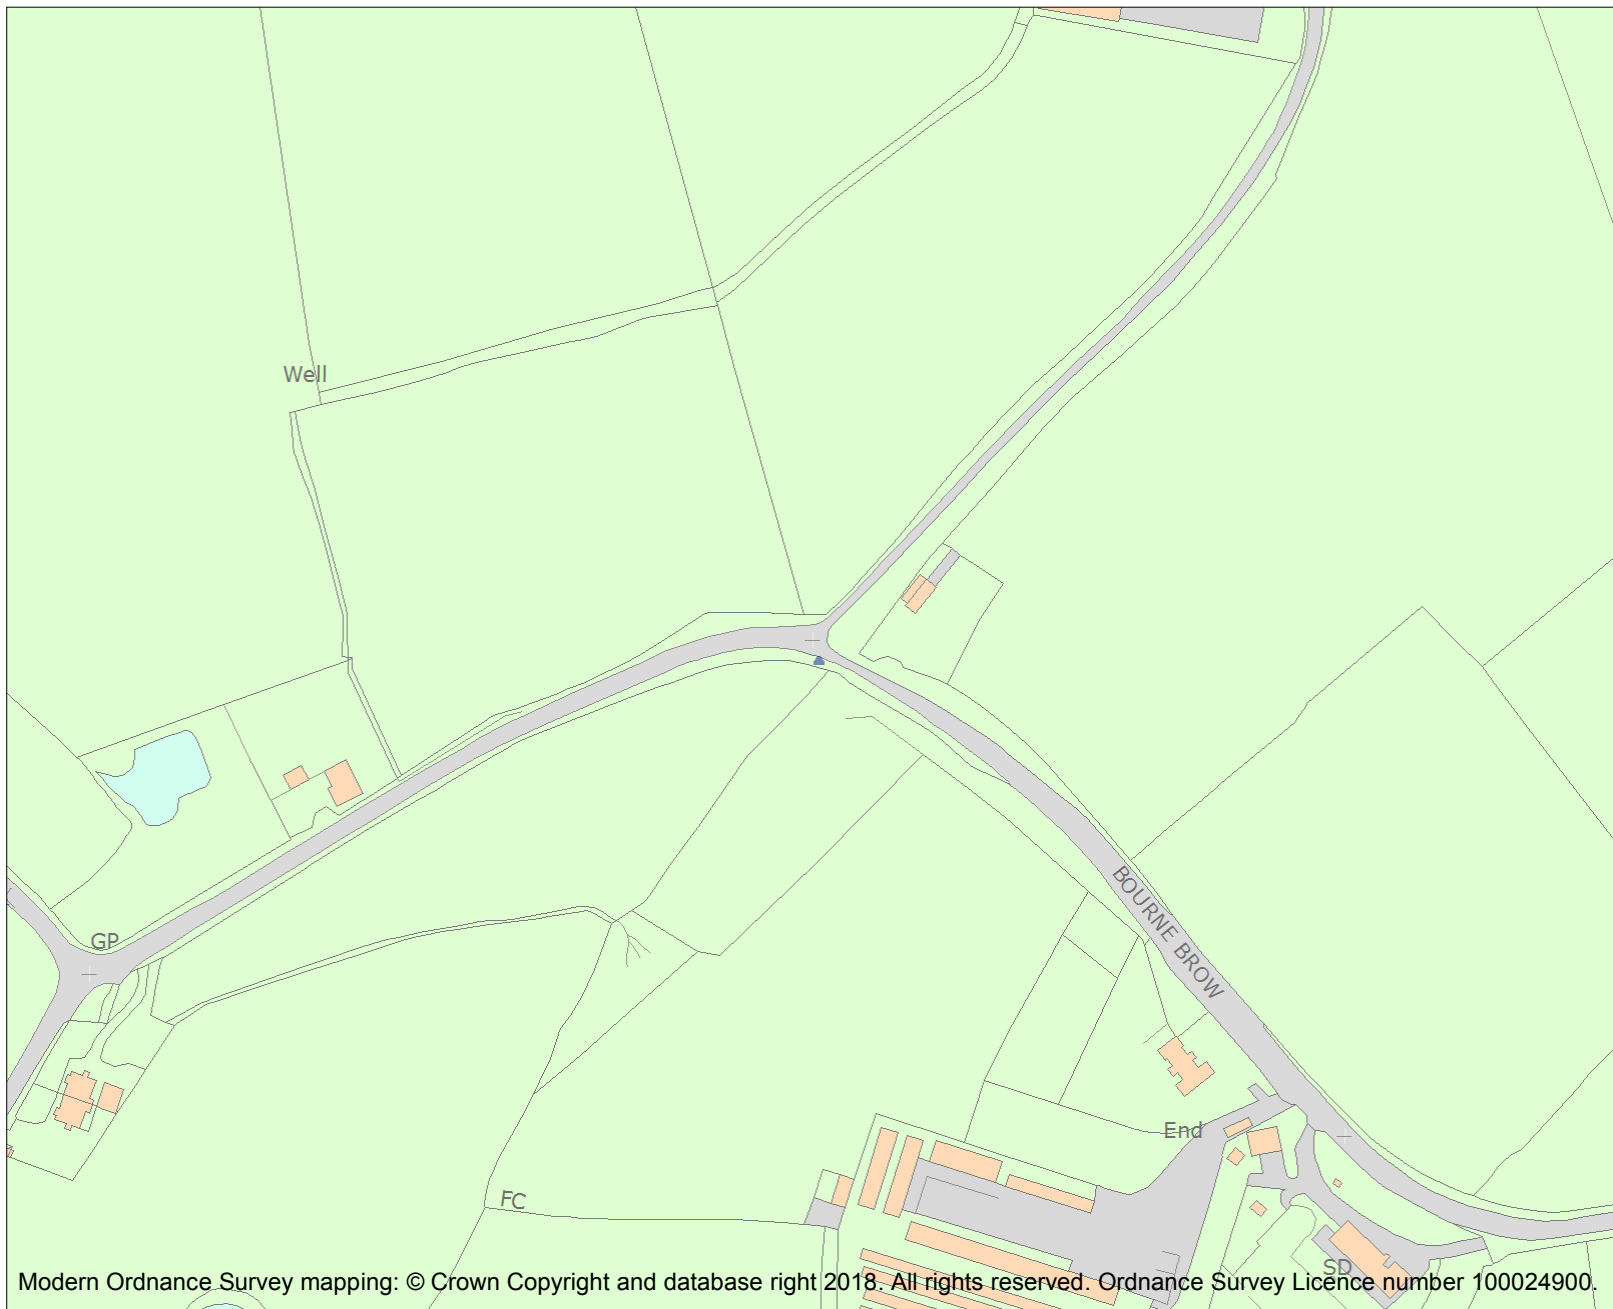 Well
BOURNE BROW
GP
End
FC
SD
Modern Ordnance Survey mapping: © Crown Copyright and database right 2018. All rights reserved. Ordnance Survey Licence number 100024900.